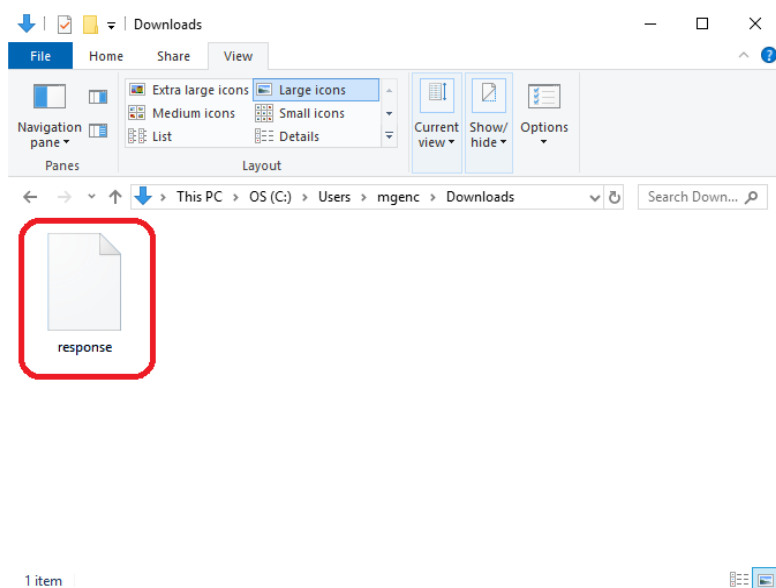 Downloads
File Home Share View
Extra large icons Large icons
Medium icons Small icons
List Details
Navigation pane
Current view
Show/ hide
Options
Panes Layout
This PC > OS (C:) > Users > mgenc > Downloads
Search Down...
response
1 item